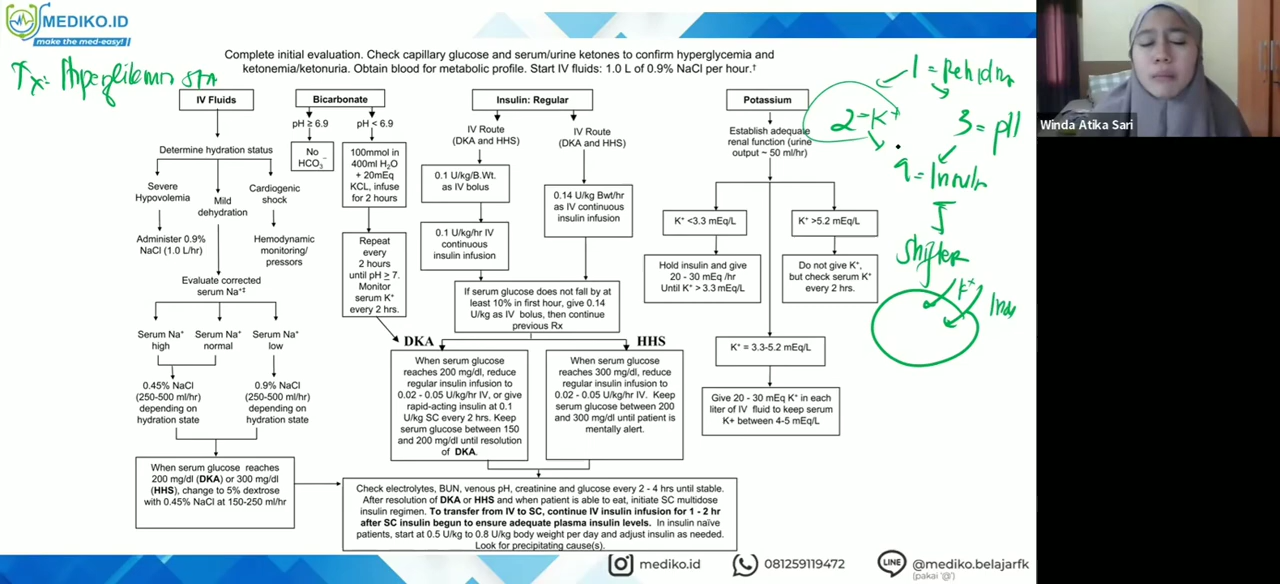 MEDIKO.ID
make the med-easy!
Complete initial evaluation. Check capillary glucose and serum/urine ketones to confirm hyperglycemia and
ketonemia/ketonuria. Obtain blood for metabolic profile. Start IV fluids: 1.0 L of 0.9% NaCl per hour.†
Tx =
IV Fluids
Determine hydration status
Severe
Hypovolemia
Mild
dehydration
Cardiogenic
shock
Administer 0.9%
NaCl (1.0 L/hr)
Hemodynamic
monitoring/
pressors
Evaluate corrected
serum Na⁺‡
Serum Na⁺
high
Serum Na⁺
normal
Serum Na⁺
low
0.45% NaCl
(250-500 ml/hr)
depending on
hydration state
0.9% NaCl
(250-500 ml/hr)
depending on
hydration state
When serum glucose reaches
200 mg/dl (DKA) or 300 mg/dl
(HHS), change to 5% dextrose
with 0.45% NaCl at 150-250 ml/hr
Bicarbonate
pH ≥ 6.9
pH < 6.9
No
HCO₃⁻
100mmol in
400ml H₂O
+ 20mEq
KCL, infuse
for 2 hours
Repeat
every
2 hours
until pH ≥ 7.
Monitor
serum K⁺
every 2 hrs.
Insulin: Regular
IV Route
(DKA and HHS)
IV Route
(DKA and HHS)
0.1 U/kg/B.Wt.
as IV bolus
0.14 U/kg Bwt/hr
as IV continuous
insulin infusion
0.1 U/kg/hr IV
continuous
insulin infusion
If serum glucose does not fall by at
least 10% in first hour, give 0.14
U/kg as IV bolus, then continue
previous Rx
DKA
HHS
When serum glucose
reaches 200 mg/dl, reduce
regular insulin infusion to
0.02 - 0.05 U/kg/hr IV, or give
rapid-acting insulin at 0.1
U/kg SC every 2 hrs. Keep
serum glucose between 150
and 200 mg/dl until resolution
of DKA.
When serum glucose
reaches 300 mg/dl, reduce
regular insulin infusion to
0.02 - 0.05 U/kg/hr IV. Keep
serum glucose between 200
and 300 mg/dl until patient is
mentally alert.
Potassium
Establish adequate
renal function (urine
output ~ 50 ml/hr)
K⁺ <3.3 mEq/L
K⁺ >5.2 mEq/L
Hold insulin and give
20 - 30 mEq /hr
Until K⁺ > 3.3 mEq/L
Do not give K⁺,
but check serum K⁺
every 2 hrs.
K⁺ = 3.3-5.2 mEq/L
Give 20 - 30 mEq K⁺ in each
liter of IV fluid to keep serum
K+ between 4-5 mEq/L
Check electrolytes, BUN, venous pH, creatinine and glucose every 2 - 4 hrs until stable.
After resolution of DKA or HHS and when patient is able to eat, initiate SC multidose
insulin regimen. To transfer from IV to SC, continue IV insulin infusion for 1 - 2 hr
after SC insulin begun to ensure adequate plasma insulin levels. In insulin naïve
patients, start at 0.5 U/kg to 0.8 U/kg body weight per day and adjust insulin as needed.
Look for precipitating cause(s).
1 =
2 = K⁺
3 = pH
4 = Insulin
Shifter
K⁺
Winda Atika Sari
mediko.id
081259119472
LINE
@mediko.belajarfk
(pakai '@')